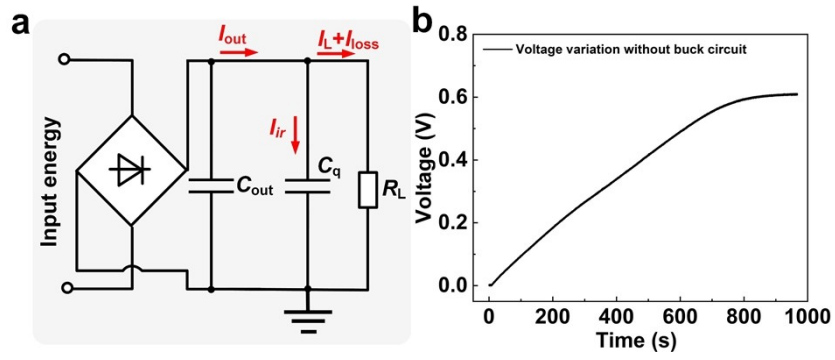 a
I_out
I_L+I_loss
I_ir
Input energy
C_out
C_q
R_L
b
Voltage variation without buck circuit
Voltage (V)
0.8
0.6
0.4
0.2
0.0
0 200 400 600 800 1000
Time (s)